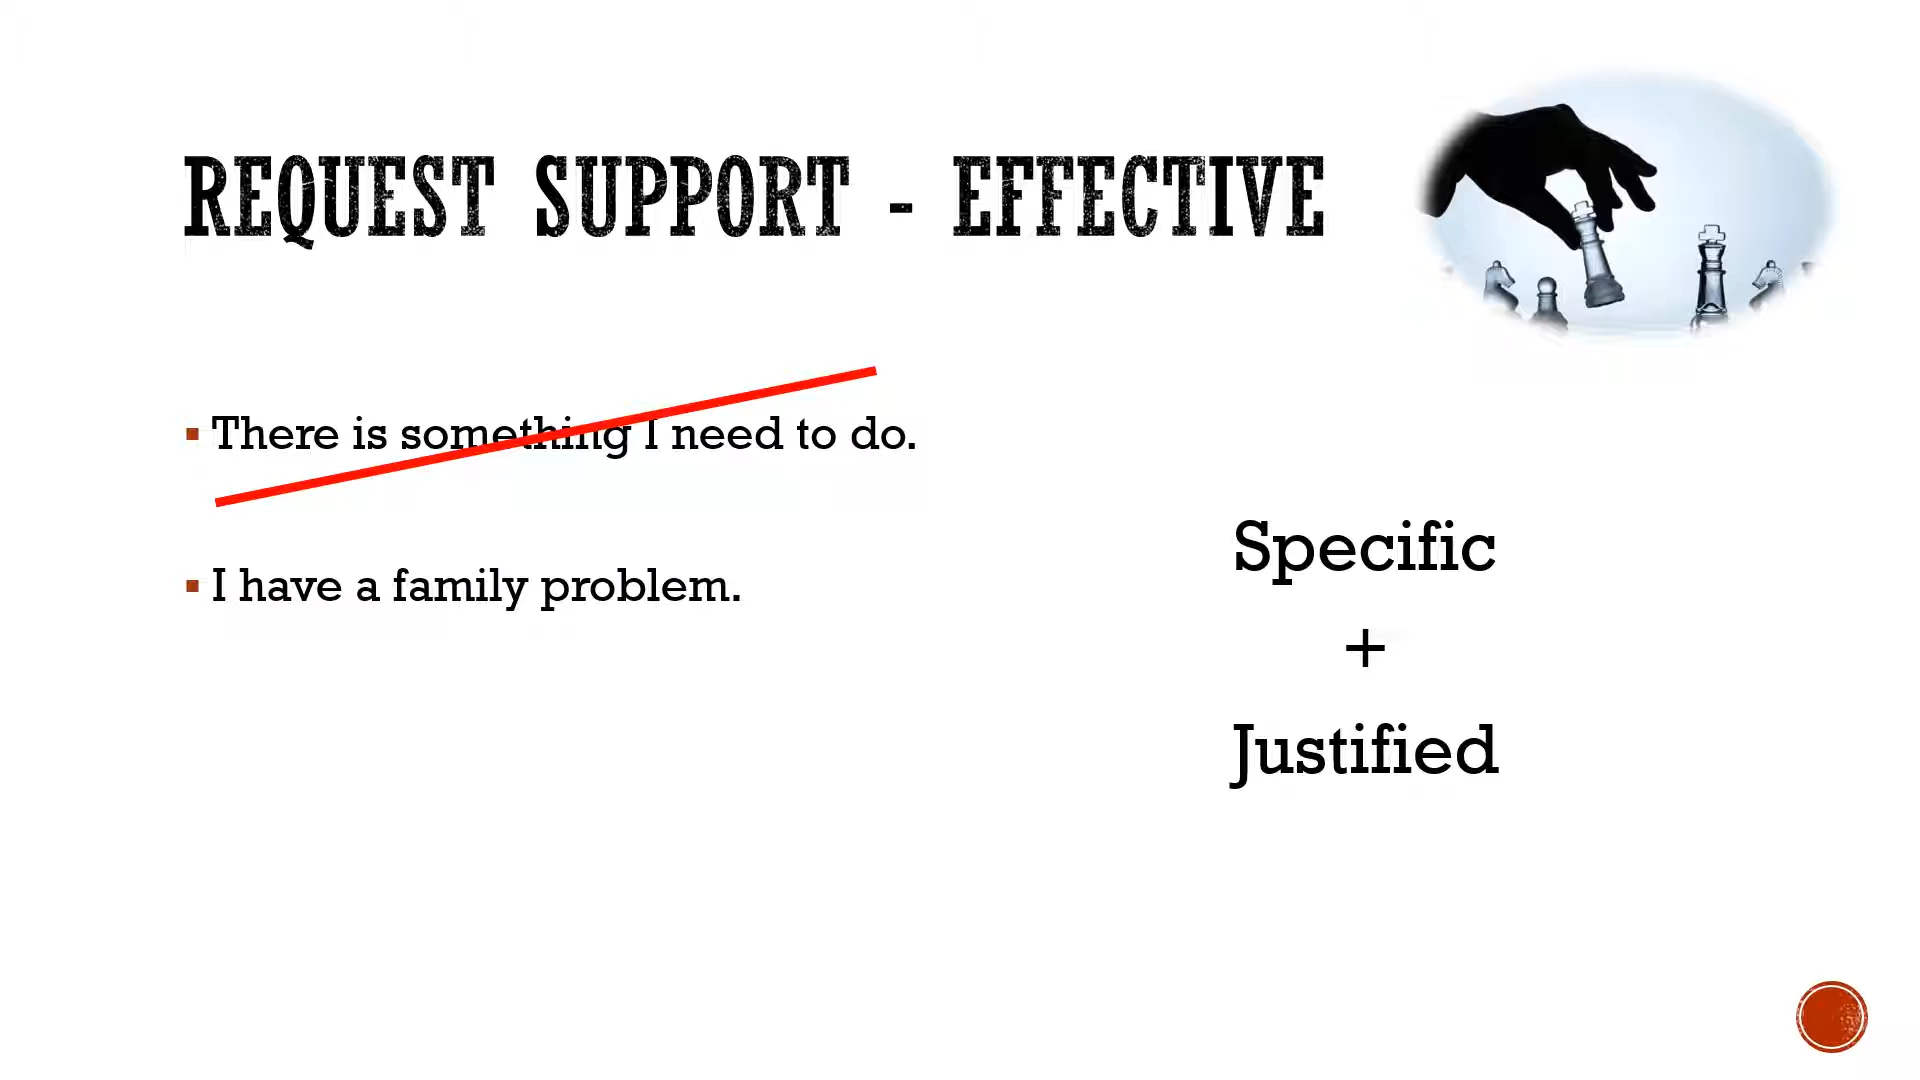 REQUEST SUPPORT - EFFECTIVE
There is something I need to do.
I have a family problem.
Specific
+
Justified